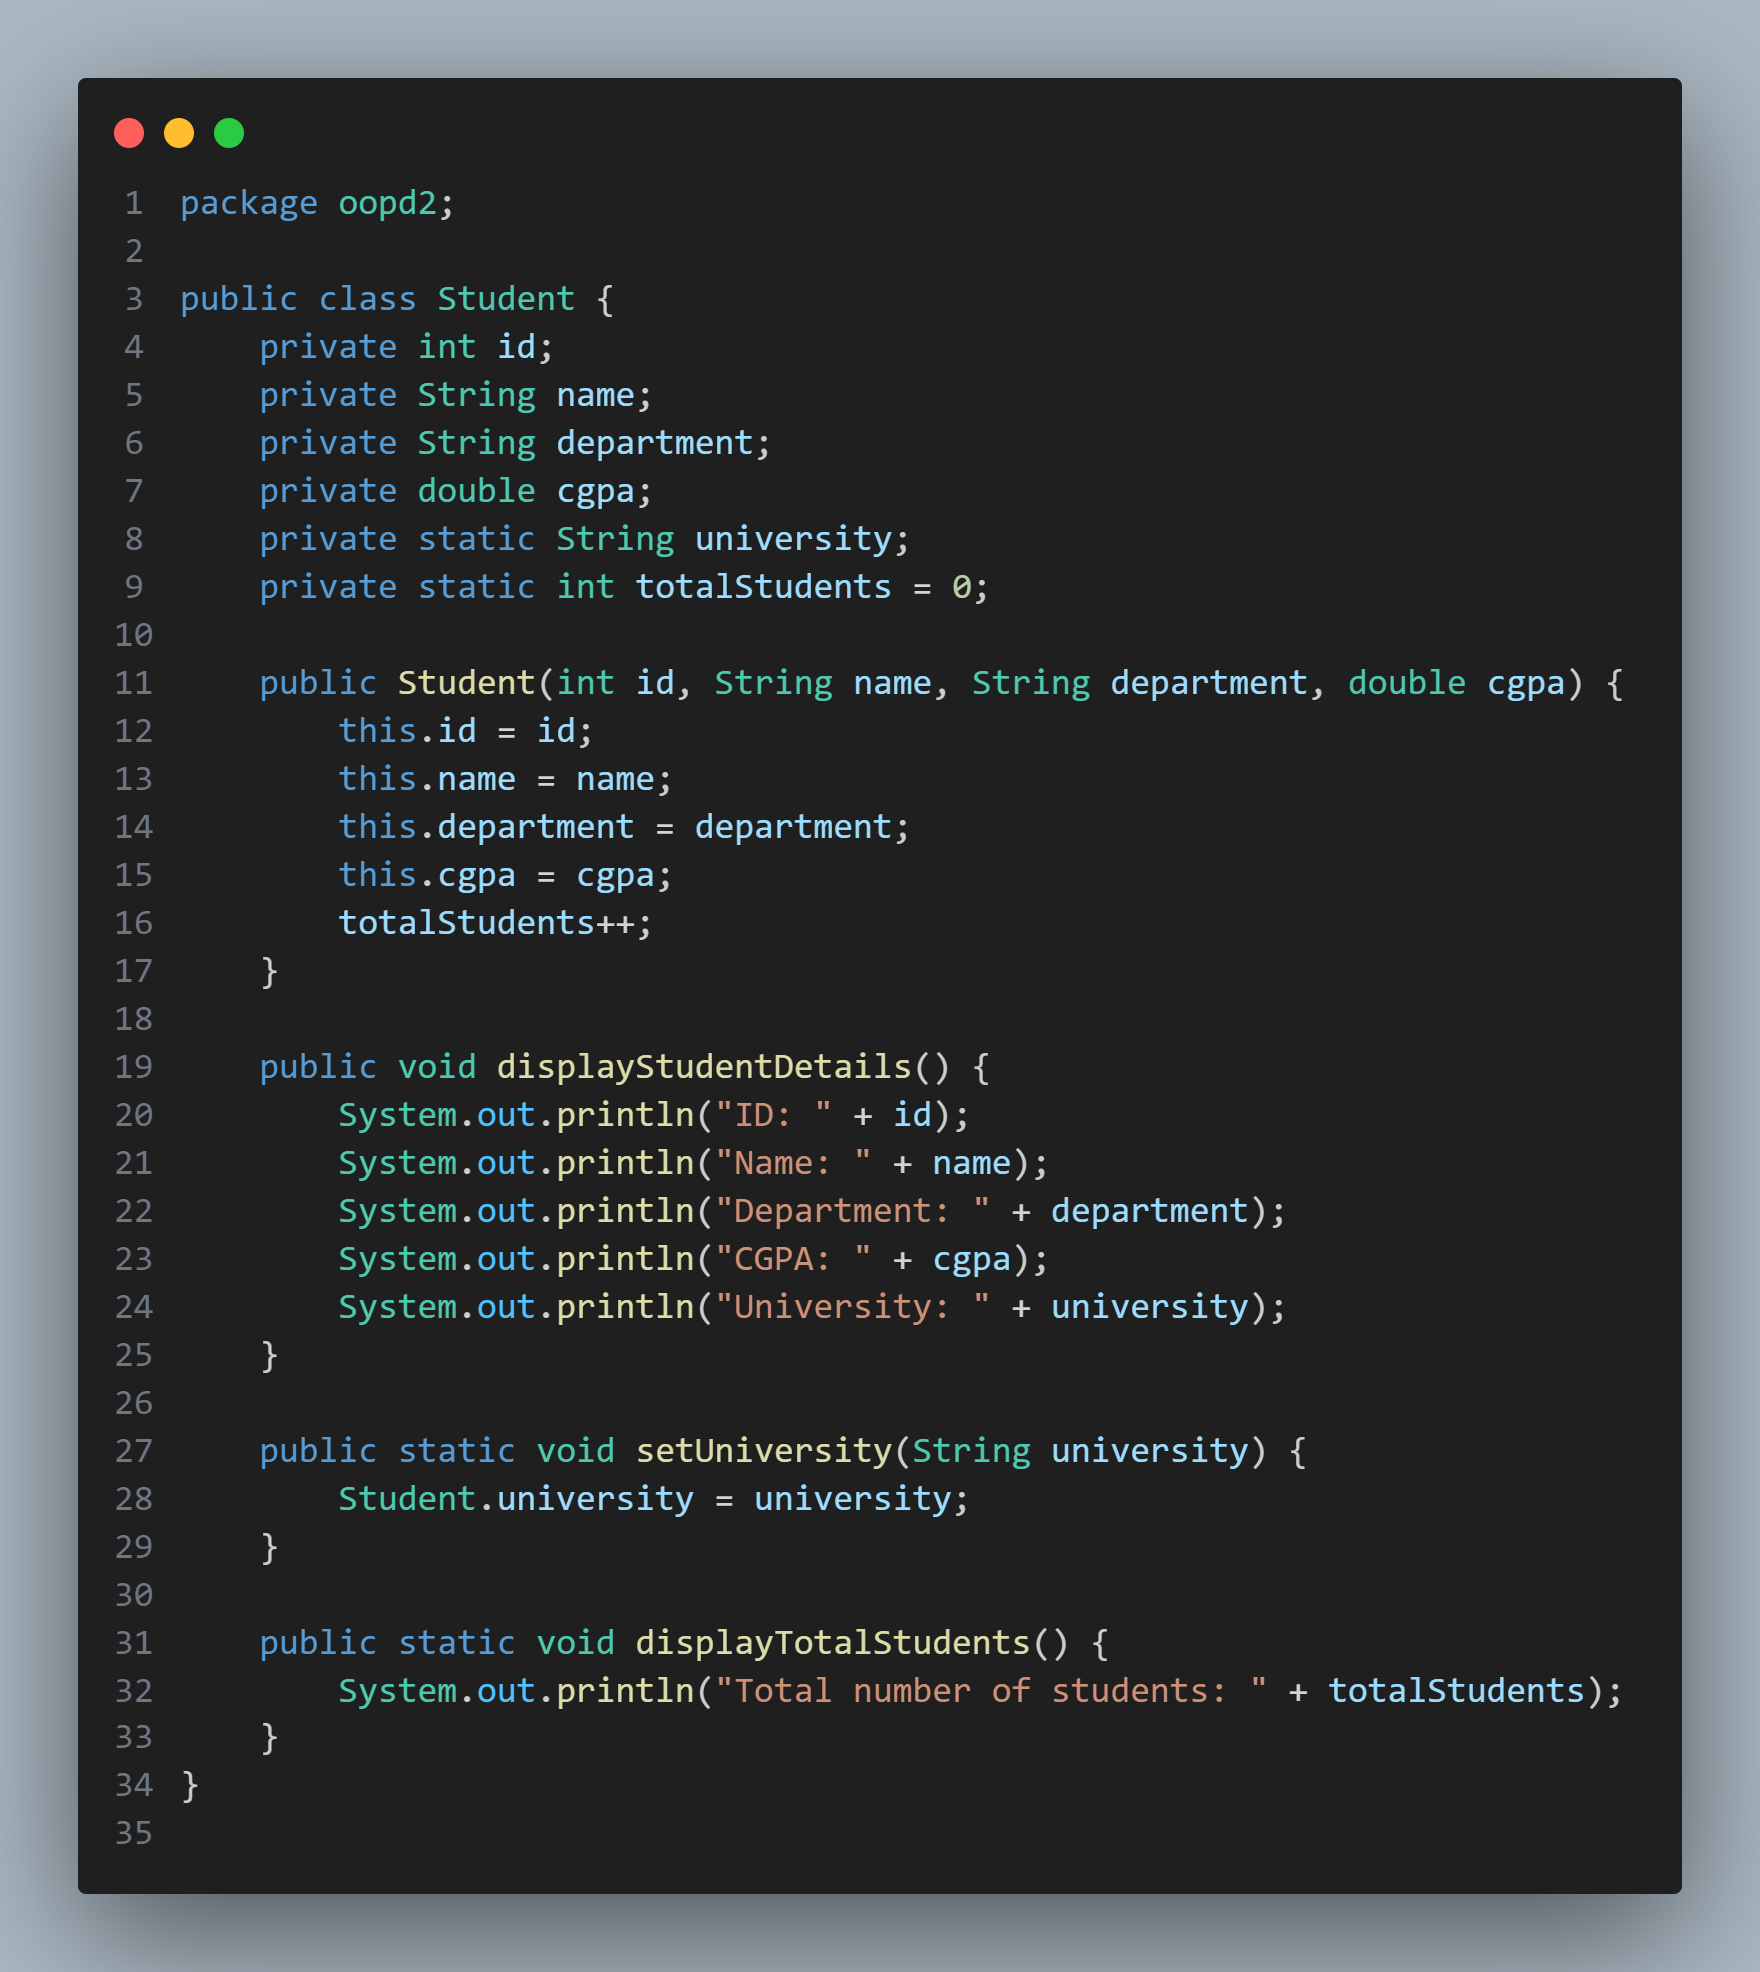 1 package oopd2;
2
3 public class Student {
4     private int id;
5     private String name;
6     private String department;
7     private double cgpa;
8     private static String university;
9     private static int totalStudents = 0;
10
11     public Student(int id, String name, String department, double cgpa) {
12         this.id = id;
13         this.name = name;
14         this.department = department;
15         this.cgpa = cgpa;
16         totalStudents++;
17     }
18
19     public void displayStudentDetails() {
20         System.out.println("ID: " + id);
21         System.out.println("Name: " + name);
22         System.out.println("Department: " + department);
23         System.out.println("CGPA: " + cgpa);
24         System.out.println("University: " + university);
25     }
26
27     public static void setUniversity(String university) {
28         Student.university = university;
29     }
30
31     public static void displayTotalStudents() {
32         System.out.println("Total number of students: " + totalStudents);
33     }
34 }
35